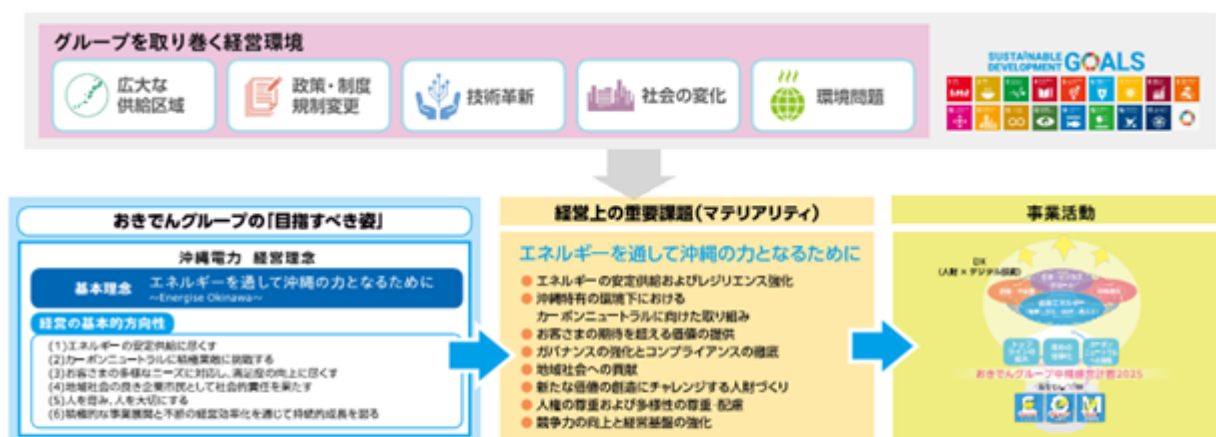 グループを取り巻く経営環境
広大な
供給区域
政策・制度
規制変更
技術革新
社会の変化
環境問題
SUSTAINABLE
DEVELOPMENT
GOALS
おきでんグループの「目指すべき姿」
沖縄電力 経営理念
基本理念 エネルギーを通して沖縄の力となるために
～Energise Okinawa～
経営の基本的方向性
(1)エネルギーの安定供給に尽くす
(2)カーボンニュートラルに積極果敢に挑戦する
(3)お客さまの多様なニーズに対応し、満足度の向上に尽くす
(4)地域社会の良き企業市民として社会的責任を果たす
(5)人を育み、人を大切にする
(6)積極的な事業展開と不断の経営効率化を通じて持続的成長を図る
経営上の重要課題(マテリアリティ)
エネルギーを通して沖縄の力となるために
エネルギーの安定供給およびレジリエンス強化
沖縄特有の環境下における
カーボンニュートラルに向けた取り組み
お客さまの期待を超える価値の提供
ガバナンスの強化とコンプライアンスの徹底
地域社会への貢献
新たな価値の創造にチャレンジする人財づくり
人権の尊重および多様性の尊重・配慮
競争力の向上と経営基盤の強化
事業活動
DX
(人財×デジタル技術)
おきでんグループ中期経営計画2025
E
S